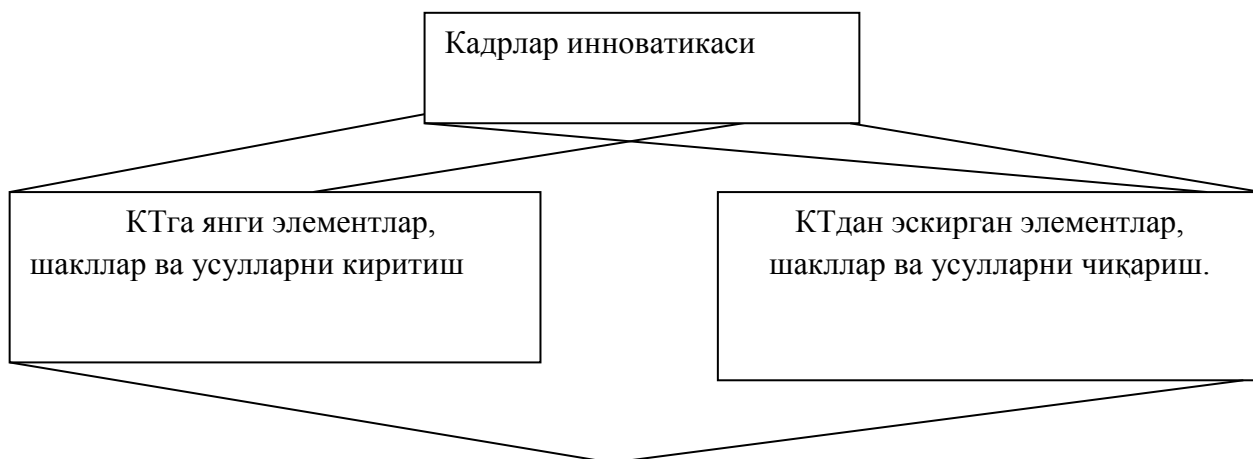 Кадрлар инноватикаси
КТга янги элементлар,
шакллар ва усулларни киритиш
КТдан эскирган элементлар,
шакллар ва усулларни чиқариш.